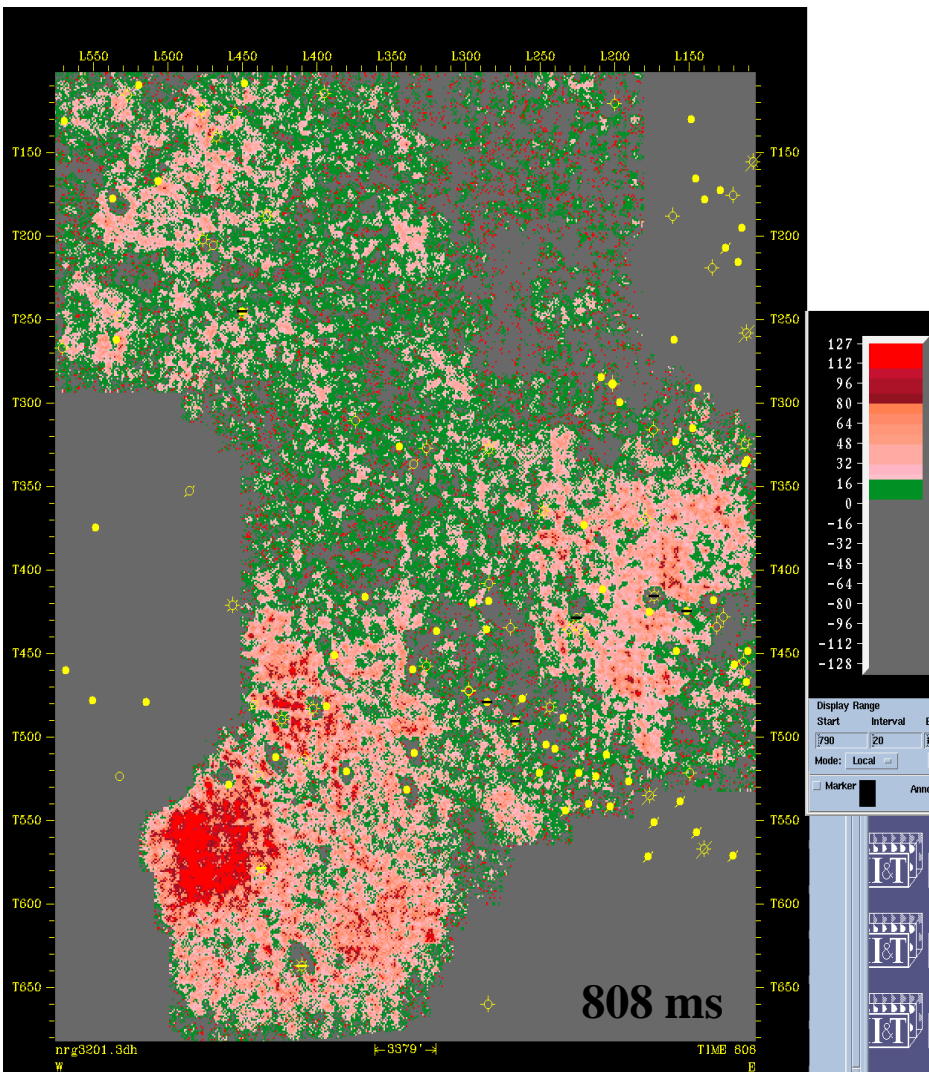 L550 L500 L450 L400 L350 L300 L250 L200 L150
T150 T150
T200 T200
T250 T250
T300 T300
T350 T350
T400 T400
T450 T450
T500 T500
T550 T550
T600 T600
T650 T650
808 ms
nrg3201.3dh 3379' TIME 808
W E
127
112
96
80
64
48
32
16
0
-16
-32
-48
-64
-80
-96
-112
-128
Display Range
Start Interval E
790 20
Mode: Local
Marker Anno
I&T
I&T
I&T